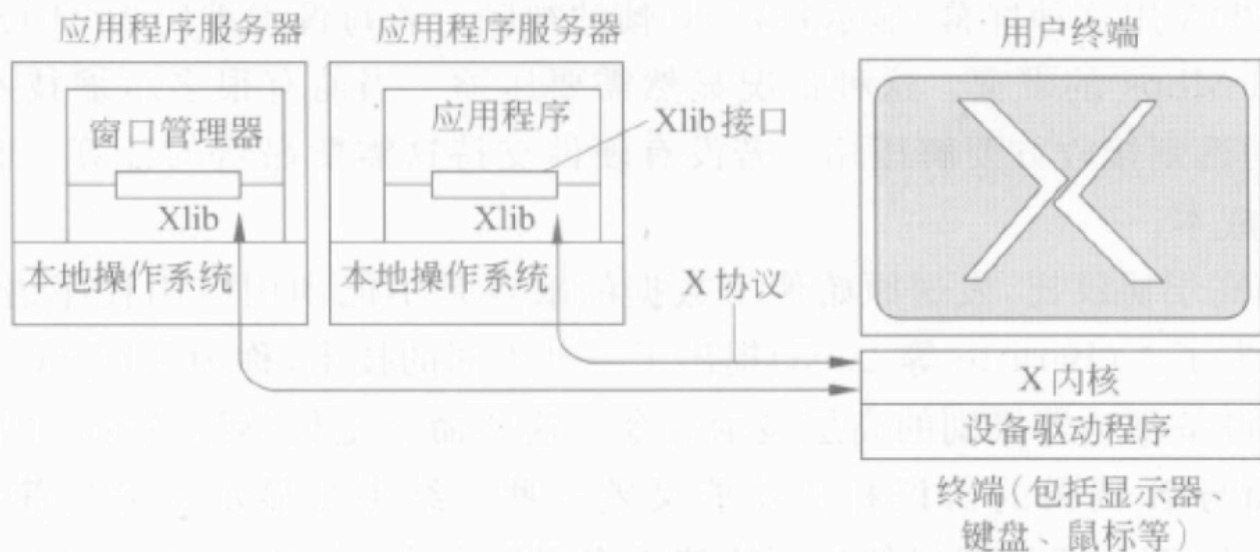 应用程序服务器
应用程序服务器
用户终端
窗口管理器
应用程序
Xlib接口
Xlib
Xlib
本地操作系统
本地操作系统
X协议
X内核
设备驱动程序
终端(包括显示器、
键盘、鼠标等)